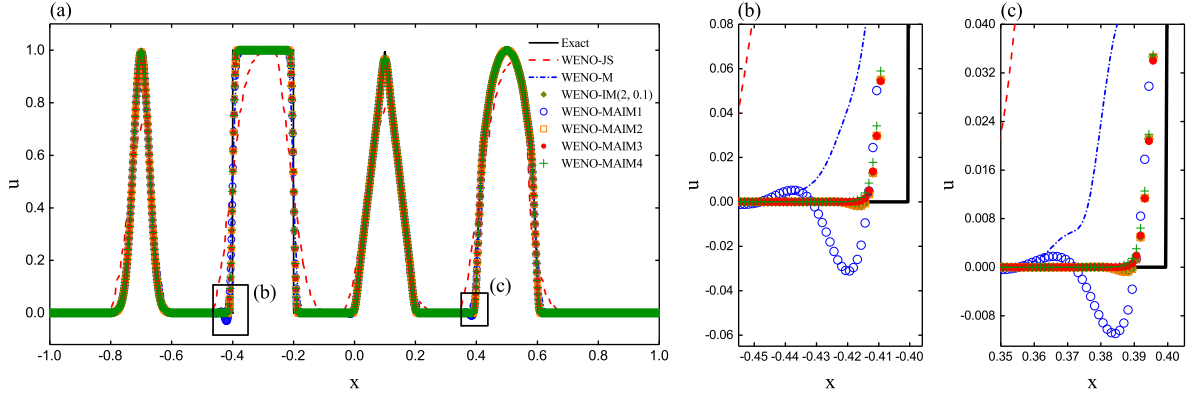 (a)
u
1.0
0.8
0.6
0.4
0.2
0.0
-1.0 -0.8 -0.6 -0.4 -0.2 0.0 0.2 0.4 0.6 0.8 1.0
x
Exact
WENO-JS
WENO-M
WENO-IM(2, 0.1)
WENO-MAIM1
WENO-MAIM2
WENO-MAIM3
WENO-MAIM4
(b)
(c)
(b)
u
0.08
0.06
0.04
0.02
0.00
-0.02
-0.04
-0.06
-0.45 -0.44 -0.43 -0.42 -0.41 -0.40
x
(c)
u
0.040
0.032
0.024
0.016
0.008
0.000
-0.008
0.35 0.36 0.37 0.38 0.39 0.40
x